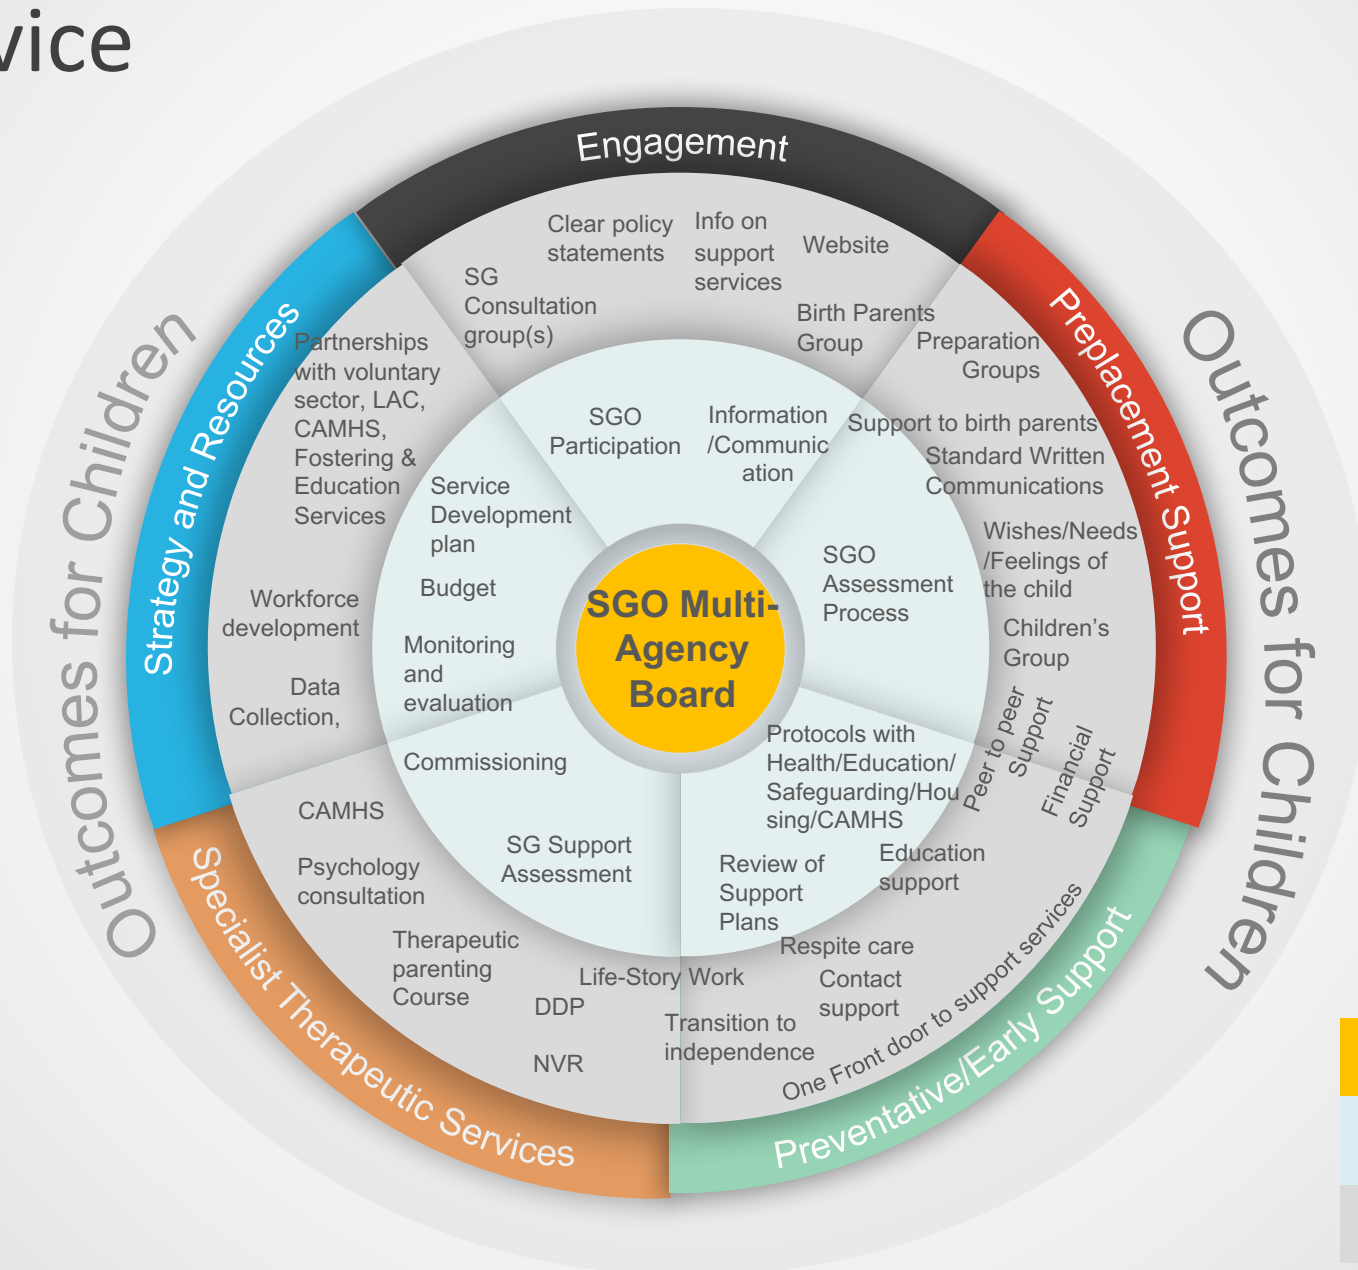 vice
Engagement
Clear policy
statements
Info on
support
services
Website
SG
Consultation
group(s)
Birth Parents
Group
Preplacement Support
Preparation
Groups
Support to birth parents
Standard Written
Communications
Wishes/Needs
/Feelings of
the child
Children's
Group
Peer to peer
Support
Financial
Support
Strategy and Resources
Partnerships
with voluntary
sector, LAC,
CAMHS,
Fostering &
Education
Services
Workforce
development
Data
Collection,
SGO
Participation
Information
/Communic
ation
Service
Development
plan
Budget
Monitoring
and
evaluation
SGO
Assessment
Process
SGO Multi-
Agency
Board
Commissioning
SG Support
Assessment
Protocols with
Health/Education/
Safeguarding/Hou
sing/CAMHS
Review of
Support
Plans
CAMHS
Psychology
consultation
Therapeutic
parenting
Course
Life-Story Work
DDP
NVR
Education
support
Respite care
Contact
support
Transition to
independence
One Front door to support services
Specialist Therapeutic Services
Preventative/Early Support
Outcomes for Children
Outcomes for Children